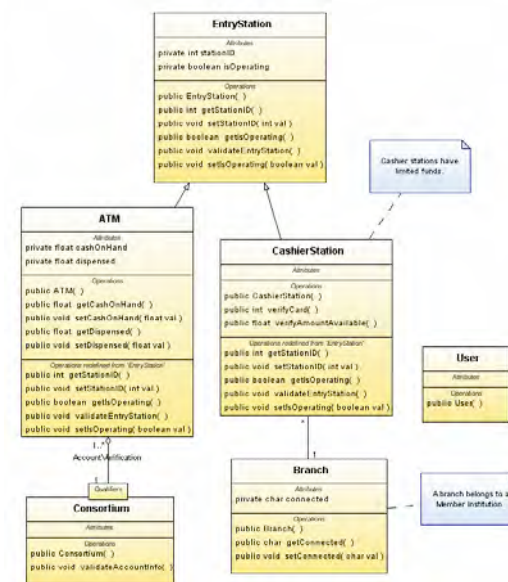 EntryStation
Attributes
private int stationID
private boolean isOperating
Operations
public EntryStation( )
public int getStationID( )
public void setStationID( int val )
public boolean getIsOperating( )
public void validateEntryStation( )
public void setIsOperating( boolean val )
Cashier stations have
limited funds.
ATM
Attributes
private float cashOnHand
private float dispensed
Operations
public ATM( )
public float getCashOnHand( )
public void setCashOnHand( float val )
public float getDispensed( )
public void setDispensed( float val )
Operations redefined from "EntryStation"
public int getStationID( )
public void setStationID( int val )
public boolean getIsOperating( )
public void validateEntryStation( )
public void setIsOperating( boolean val )
CashierStation
Attributes
Operations
public CashierStation( )
public int verifyCard( )
public float verifyAmountAvailable( )
Operations redefined from "EntryStation"
public int getStationID( )
public void setStationID( int val )
public boolean getIsOperating( )
public void validateEntryStation( )
public void setIsOperating( boolean val )
User
Attributes
Operations
public User( )
1..*
AccountVerification
1
Qualifiers
Consortium
Attributes
Operations
public Consortium( )
public void validateAccountInfo( )
*
1
Branch
Attributes
private char connected
Operations
public Branch( )
public char getConnected( )
public void setConnected( char val )
A branch belongs to a
Member Institution